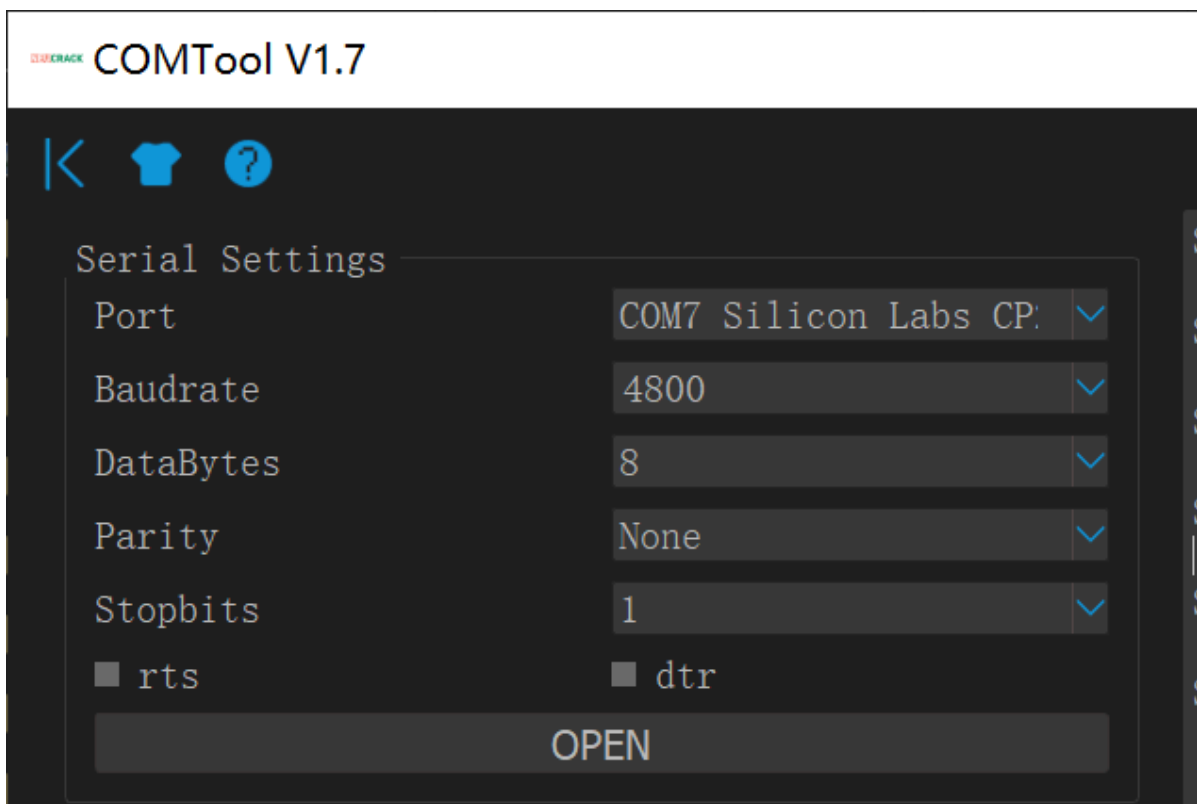 COMTool V1.7
Serial Settings
Port COM7 Silicon Labs CP
Baudrate 4800
DataBytes 8
Parity None
Stopbits 1
rts dtr
OPEN